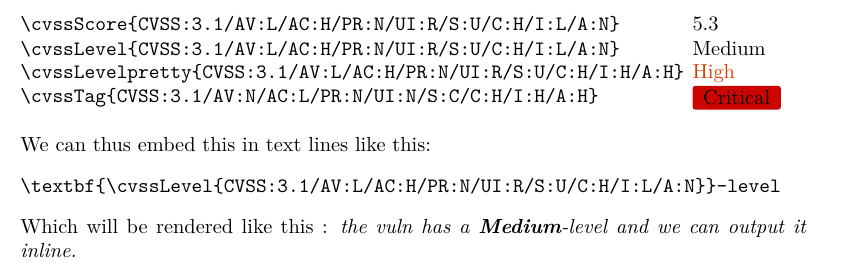 \cvssScore{CVSS:3.1/AV:L/AC:H/PR:N/UI:R/S:U/C:H/I:L/A:N} 5.3
\cvssLevel{CVSS:3.1/AV:L/AC:H/PR:N/UI:R/S:U/C:H/I:L/A:N} Medium
\cvssLevelpretty{CVSS:3.1/AV:L/AC:H/PR:N/UI:R/S:U/C:H/I:H/A:H} High
\cvssTag{CVSS:3.1/AV:N/AC:L/PR:N/UI:N/S:C/C:H/I:H/A:H} Critical
We can thus embed this in text lines like this:
\textbf{\cvssLevel{CVSS:3.1/AV:L/AC:H/PR:N/UI:R/S:U/C:H/I:L/A:N}}-level
Which will be rendered like this : the vuln has a Medium-level and we can output it
inline.